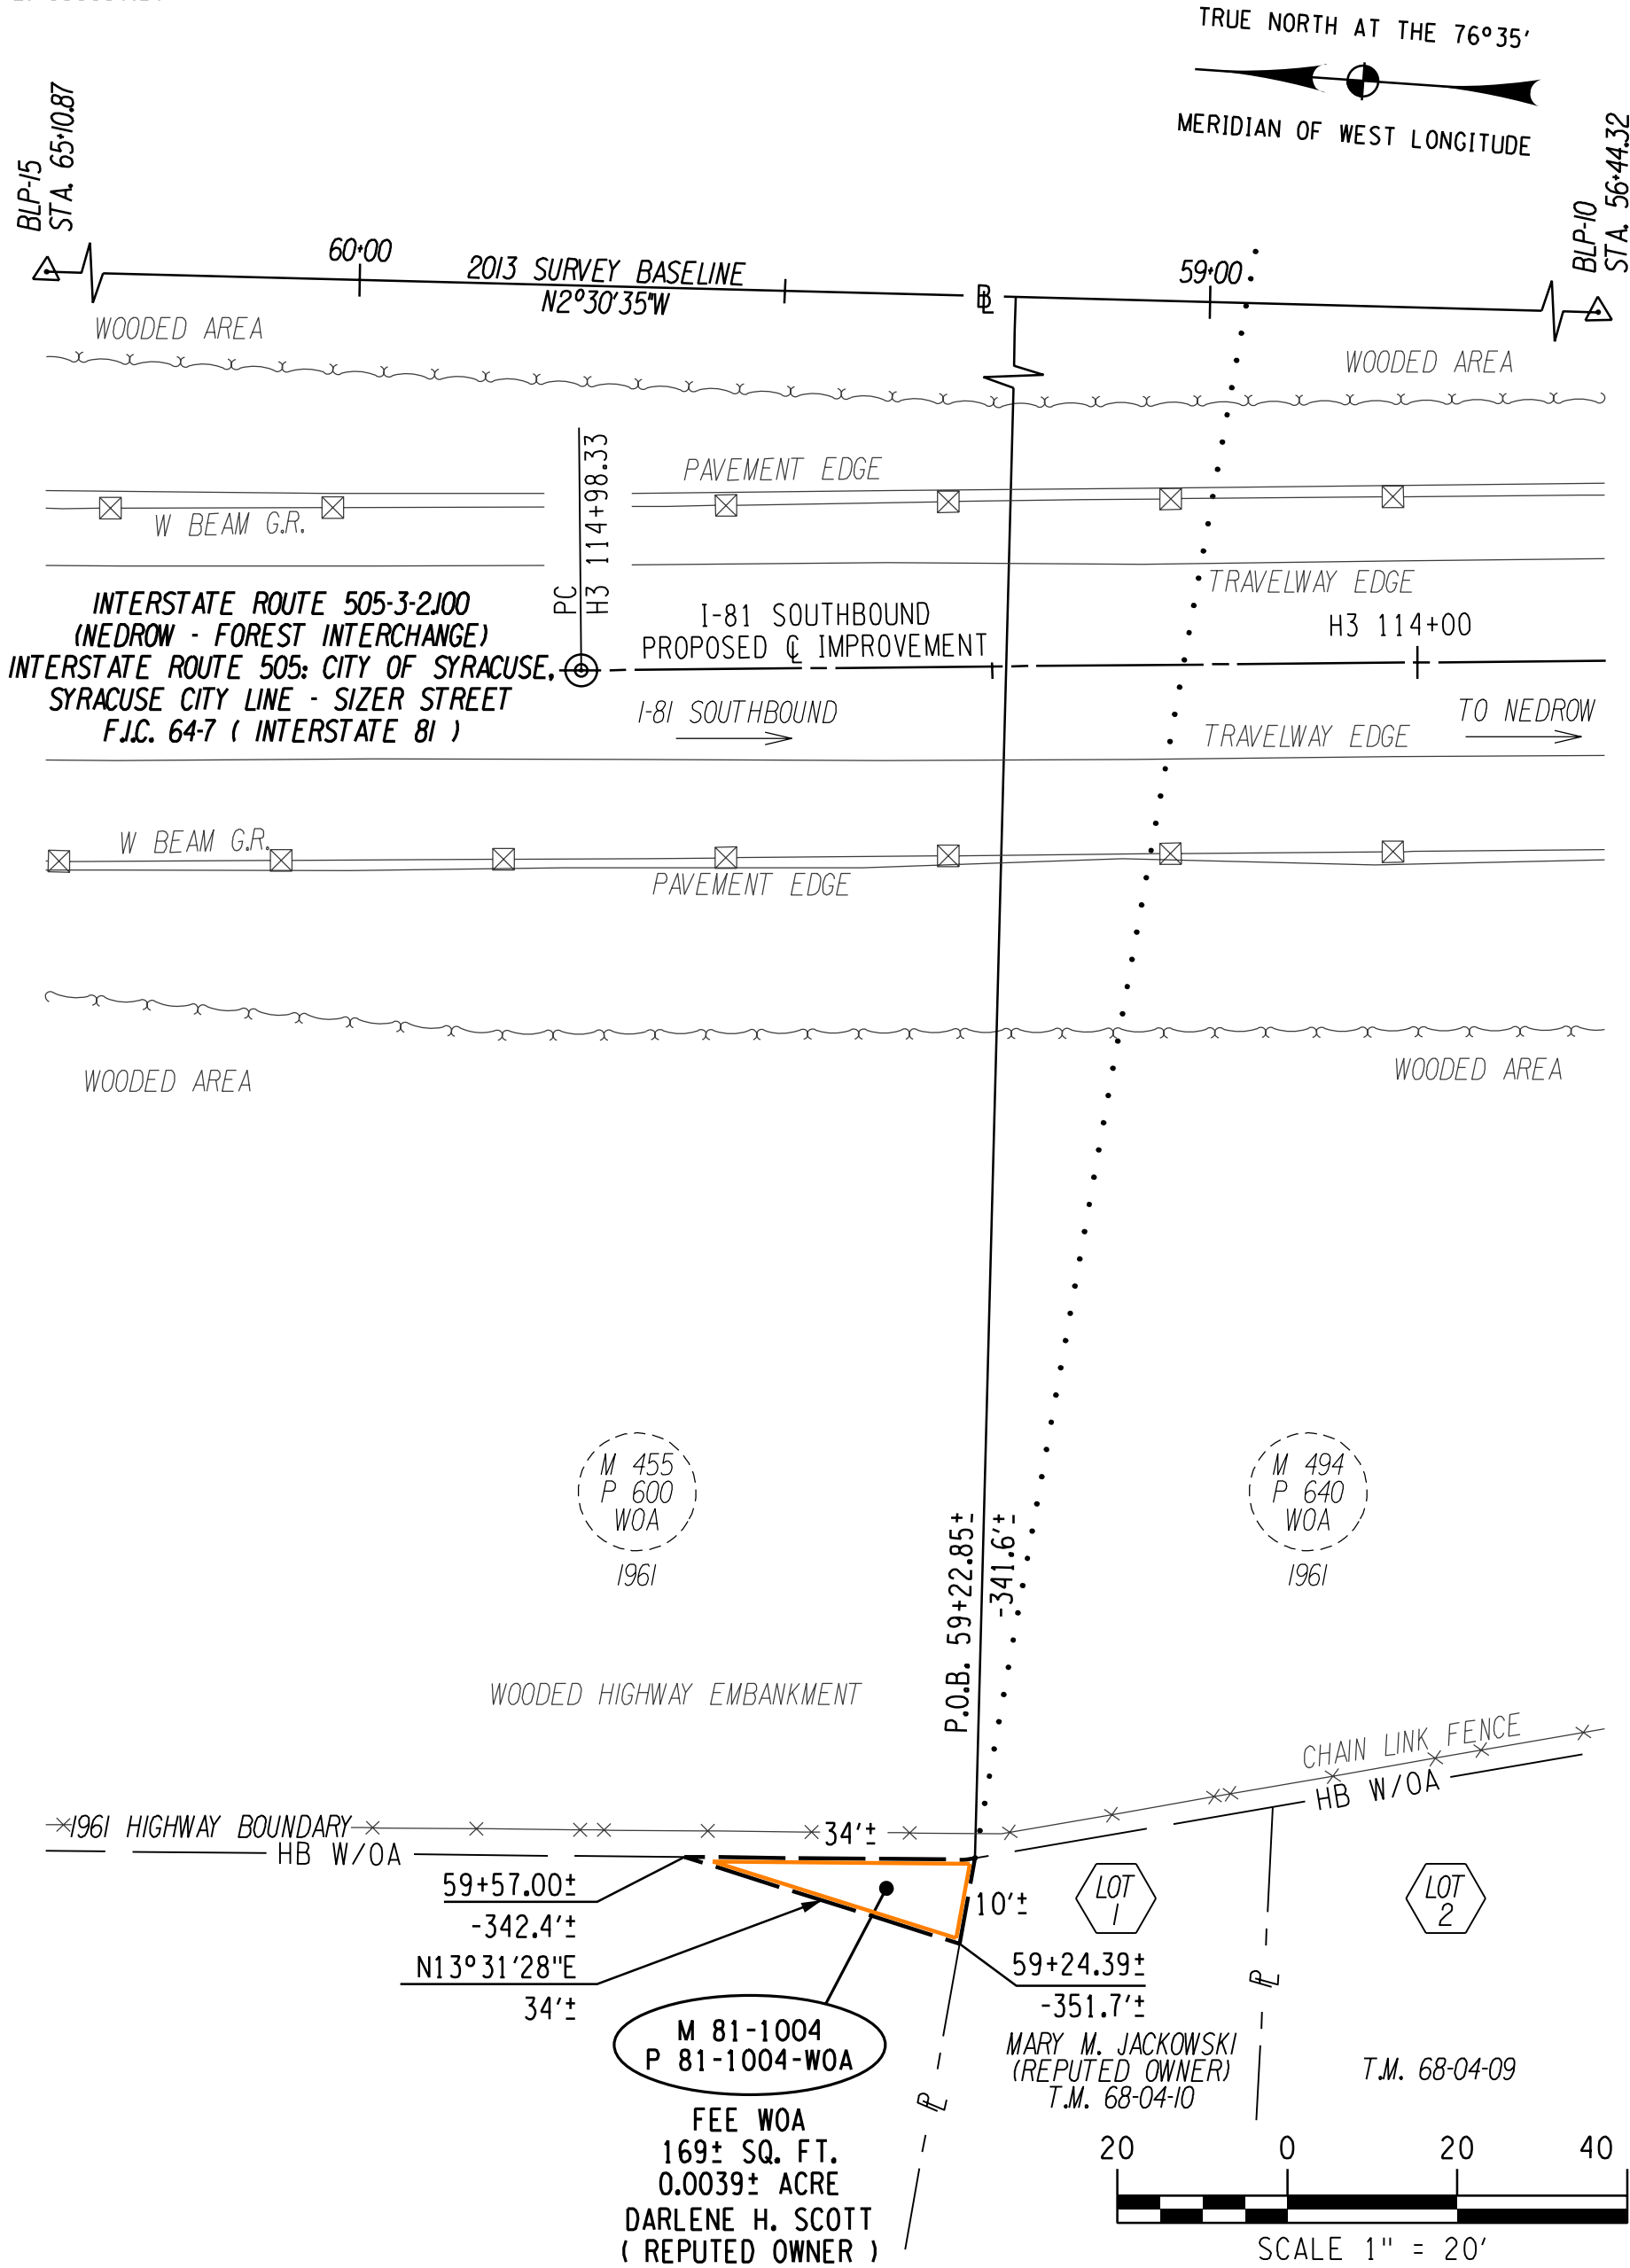 TRUE NORTH AT THE 76°35'
MERIDIAN OF WEST LONGITUDE
BLP-15
STA. 65+10.87
BLP-10
STA. 56+44.32
60+00
2013 SURVEY BASELINE
N2°30'35"W
BL
59+00
WOODED AREA
WOODED AREA
PAVEMENT EDGE
W BEAM G.R.
PC
H3 114+98.33
TRAVELWAY EDGE
INTERSTATE ROUTE 505-3-2.100
(NEDROW - FOREST INTERCHANGE)
INTERSTATE ROUTE 505: CITY OF SYRACUSE,
SYRACUSE CITY LINE - SIZER STREET
F.I.C. 64-7 ( INTERSTATE 81 )
I-81 SOUTHBOUND
PROPOSED CL IMPROVEMENT
H3 114+00
I-81 SOUTHBOUND
TO NEDROW
TRAVELWAY EDGE
W BEAM G.R.
PAVEMENT EDGE
WOODED AREA
WOODED AREA
M 455
P 600
WOA
1961
M 494
P 640
WOA
1961
P.O.B. 59+22.85±
-341.6'±
WOODED HIGHWAY EMBANKMENT
CHAIN LINK FENCE
HB W/OA
1961 HIGHWAY BOUNDARY
HB W/OA
34'±
59+57.00±
-342.4'±
N13°31'28"E
34'±
10'±
LOT
1
LOT
2
59+24.39±
-351.7'±
M 81-1004
P 81-1004-WOA
MARY M. JACKOWSKI
(REPUTED OWNER)
T.M. 68-04-10
T.M. 68-04-09
PL
PL
FEE WOA
169± SQ. FT.
0.0039± ACRE
DARLENE H. SCOTT
( REPUTED OWNER )
20 0 20 40
SCALE 1" = 20'